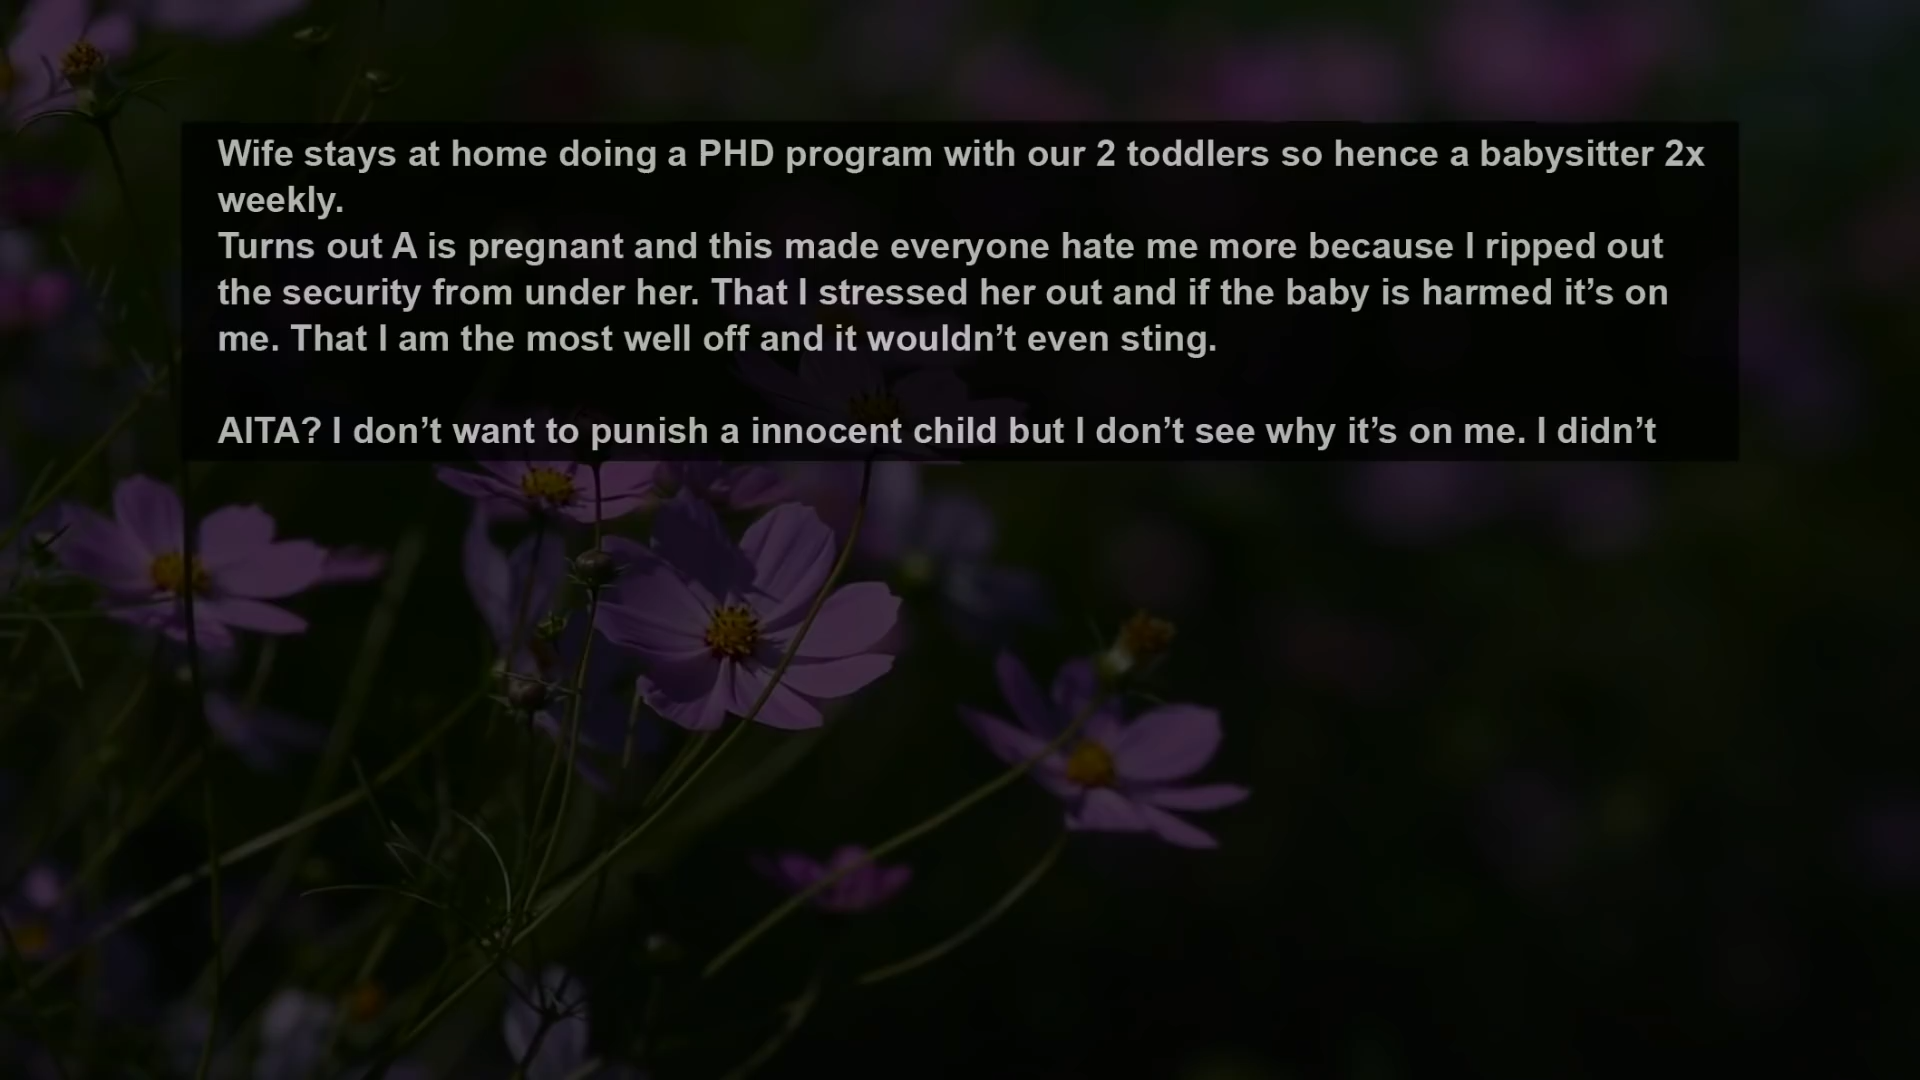 Wife stays at home doing a PHD program with our 2 toddlers so hence a babysitter 2x
weekly.
Turns out A is pregnant and this made everyone hate me more because I ripped out
the security from under her. That I stressed her out and if the baby is harmed it’s on
me. That I am the most well off and it wouldn’t even sting.
AITA? I don’t want to punish a innocent child but I don’t see why it’s on me. I didn’t